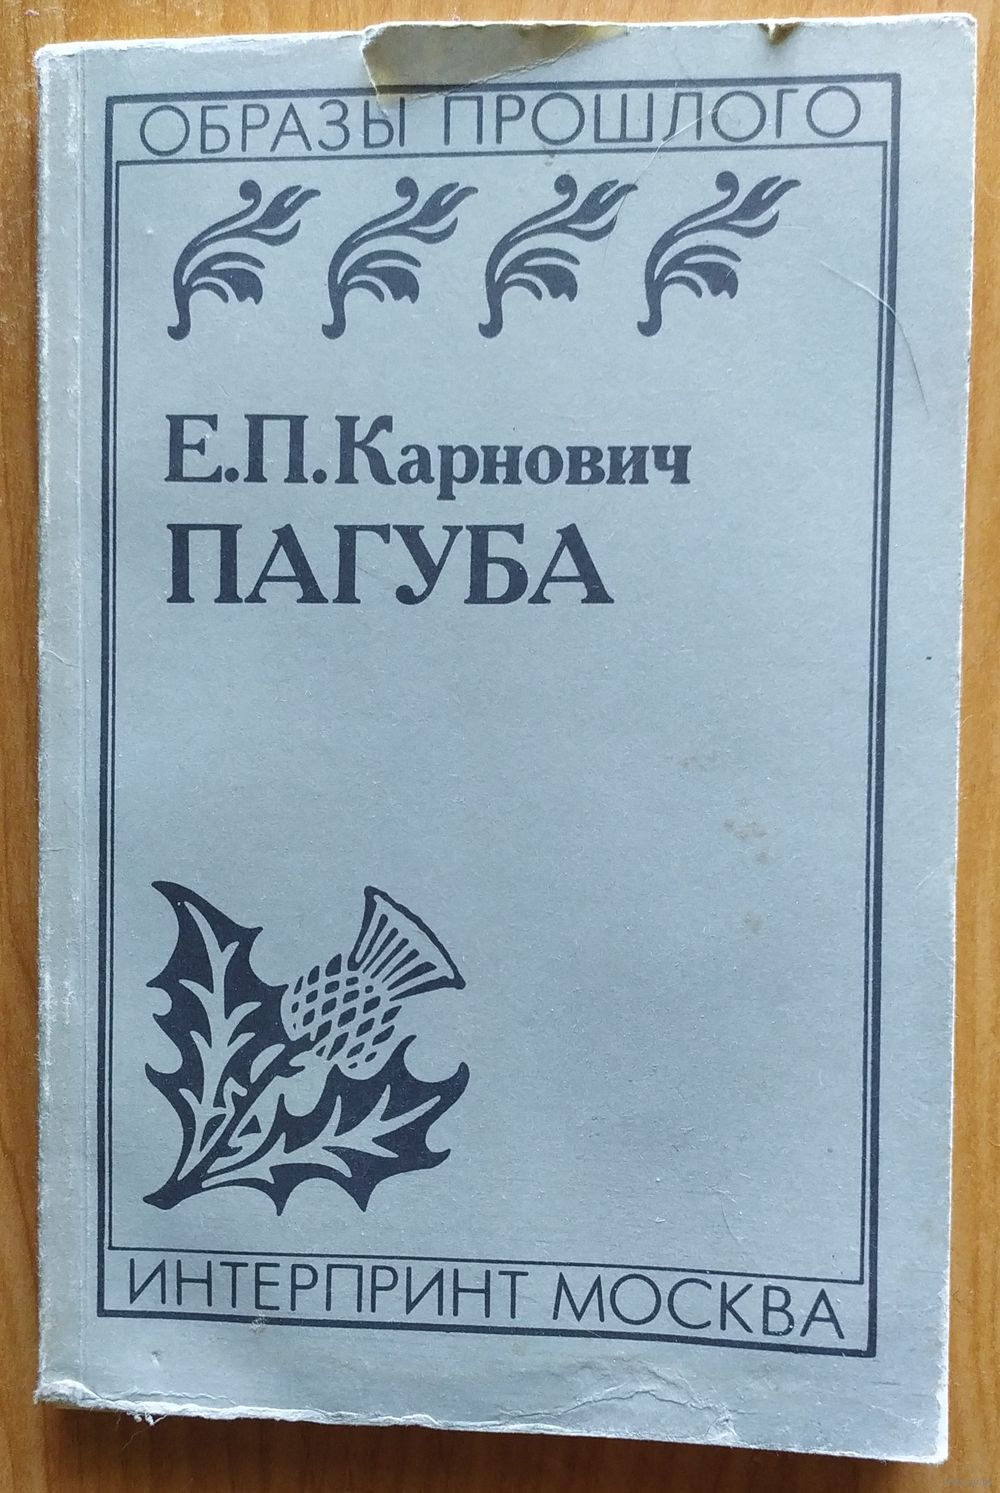 ОБРАЗЫ ПРОШЛОГО
Е.П.Карнович
ПАГУБА
ИНТЕРПРИНТ МОСКВА